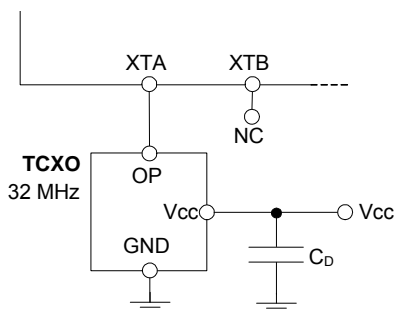 XTA
XTB
NC
TCXO
32 MHz
OP
Vcc
Vcc
GND
CD